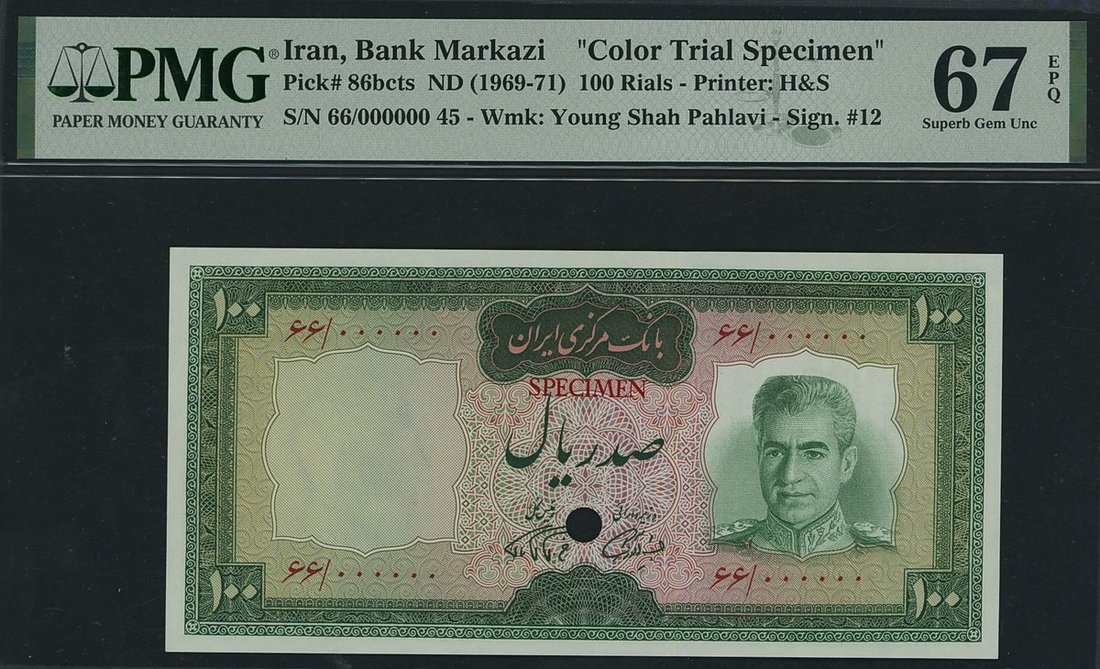 PMG®
PAPER MONEY GUARANTY
Iran, Bank Markazi "Color Trial Specimen"
Pick# 86bcts ND (1969-71) 100 Rials - Printer: H&S
S/N 66/000000 45 - Wmk: Young Shah Pahlavi - Sign. #12
67
EPQ
Superb Gem Unc
۱۰۰
۶۶/۰۰۰۰۰۰
بانک مرکزی ایران
۶۶/۰۰۰۰۰۰
۱۰۰
SPECIMEN
صد ریال
۱۰۰
۶۶/۰۰۰۰۰۰
۶۶/۰۰۰۰۰۰
۱۰۰